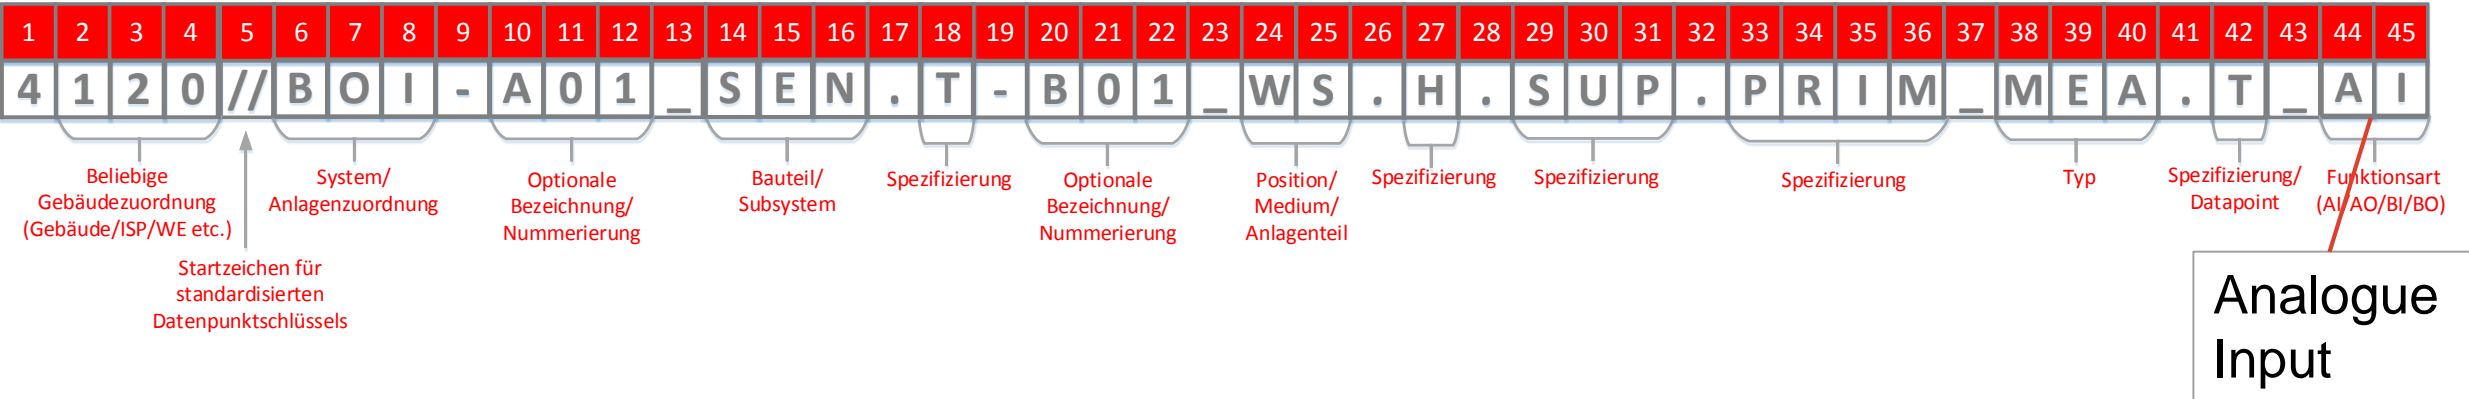 1 2 3 4 5 6 7 8 9 10 11 12 13 14 15 16 17 18 19 20 21 22 23 24 25 26 27 28 29 30 31 32 33 34 35 36 37 38 39 40 41 42 43 44 45
4120//BOI-A01_SEN.T-B01_WS.H.SUP.PRIM_MEA.T_AI
Beliebige
Gebäudezuordnung
(Gebäude/ISP/WE etc.)
Startzeichen für
standardisierten
Datenpunktschlüssels
System/
Anlagenzuordnung
Optionale
Bezeichnung/
Nummerierung
Bauteil/
Subsystem
Spezifizierung
Optionale
Bezeichnung/
Nummerierung
Position/
Medium/
Anlagenteil
Spezifizierung
Spezifizierung
Spezifizierung
Typ
Spezifizierung/
Datapoint
Funktionsart
(AI/AO/BI/BO)
Analogue
Input